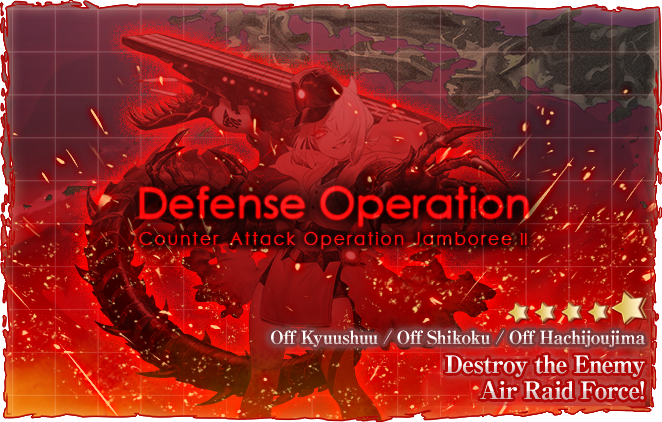 Defense Operation
Counter Attack Operation Jamboree II
Off Kyuushuu / Off Shikoku / Off Hachijoujima
Destroy the Enemy
Air Raid Force!